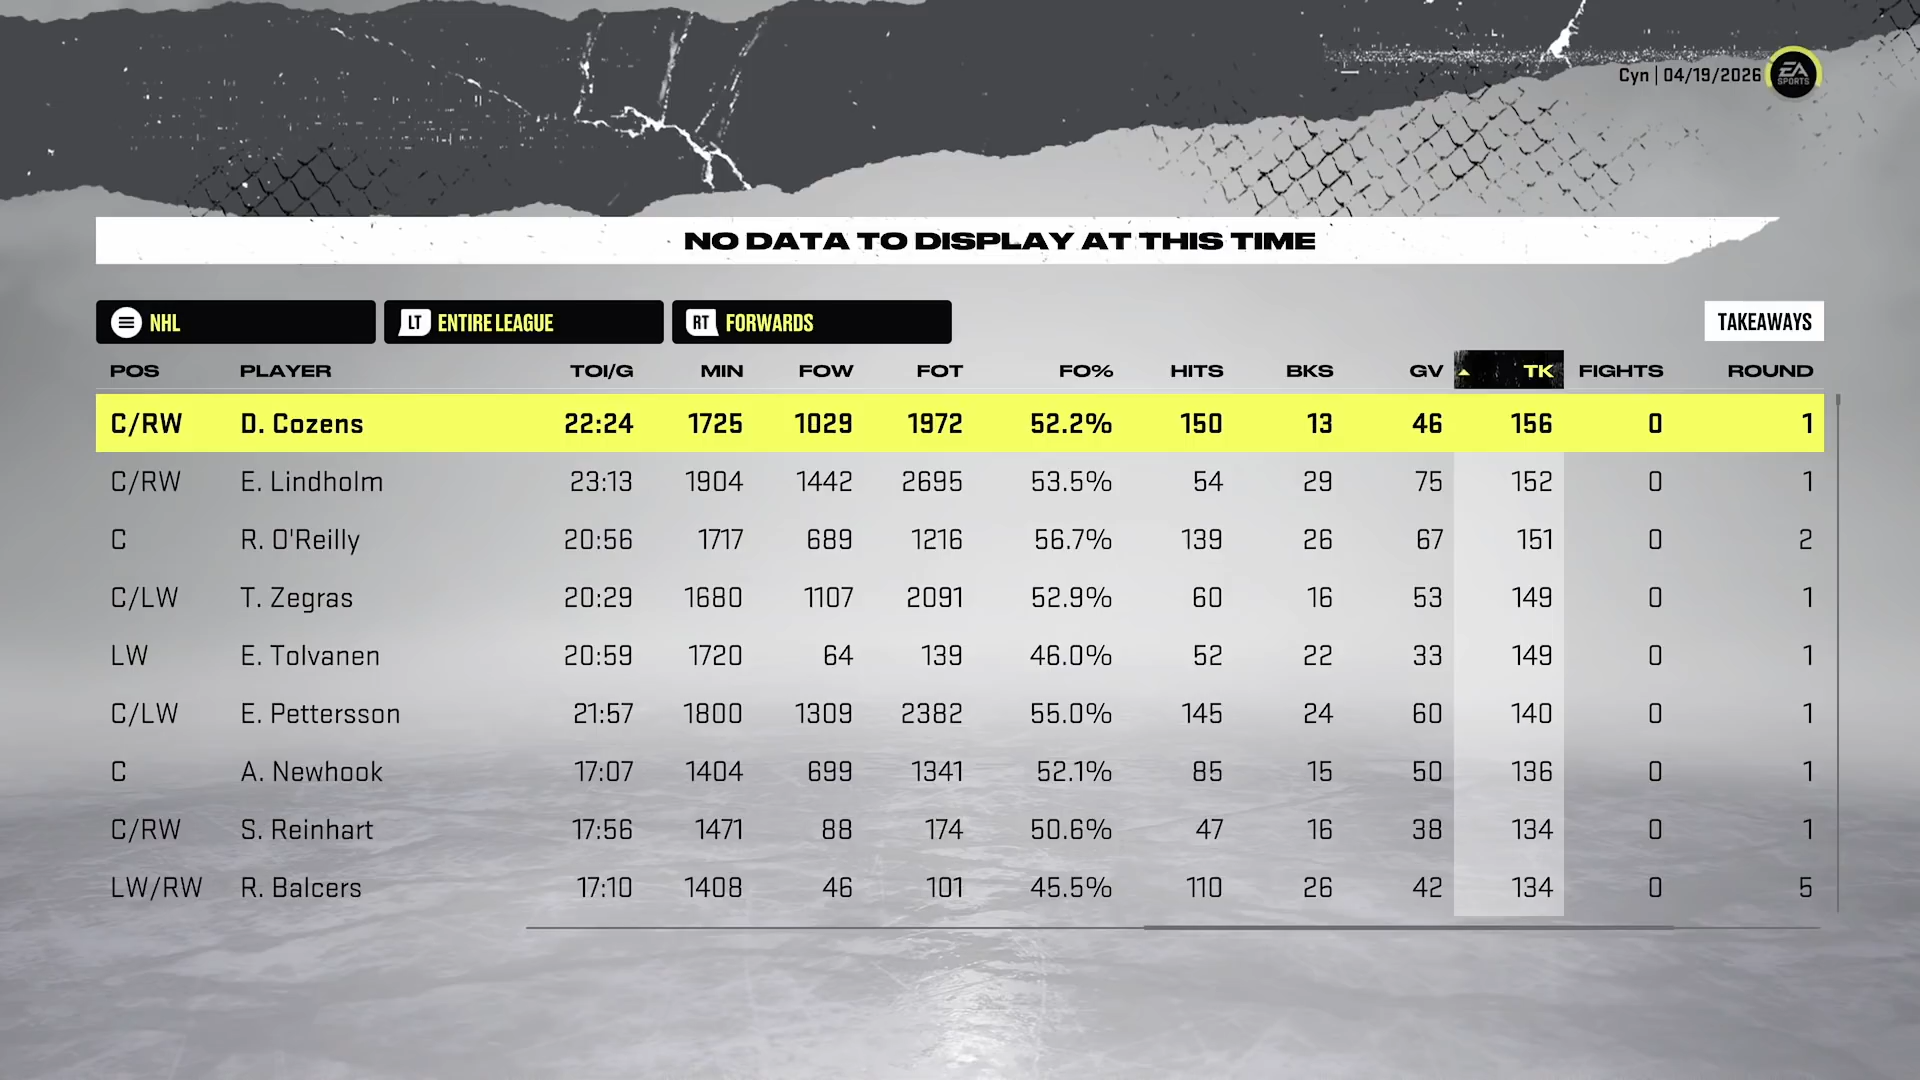 Cyn | 04/19/2026 EA SPORTS
NO DATA TO DISPLAY AT THIS TIME
NHL LT ENTIRE LEAGUE RT FORWARDS TAKEAWAYS
POS PLAYER TOI/G MIN FOW FOT FO% HITS BKS GV TK FIGHTS ROUND
C/RW D. Cozens 22:24 1725 1029 1972 52.2% 150 13 46 156 0 1
C/RW E. Lindholm 23:13 1904 1442 2695 53.5% 54 29 75 152 0 1
C R. O'Reilly 20:56 1717 689 1216 56.7% 139 26 67 151 0 2
C/LW T. Zegras 20:29 1680 1107 2091 52.9% 60 16 53 149 0 1
LW E. Tolvanen 20:59 1720 64 139 46.0% 52 22 33 149 0 1
C/LW E. Pettersson 21:57 1800 1309 2382 55.0% 145 24 60 140 0 1
C A. Newhook 17:07 1404 699 1341 52.1% 85 15 50 136 0 1
C/RW S. Reinhart 17:56 1471 88 174 50.6% 47 16 38 134 0 1
LW/RW R. Balcers 17:10 1408 46 101 45.5% 110 26 42 134 0 5